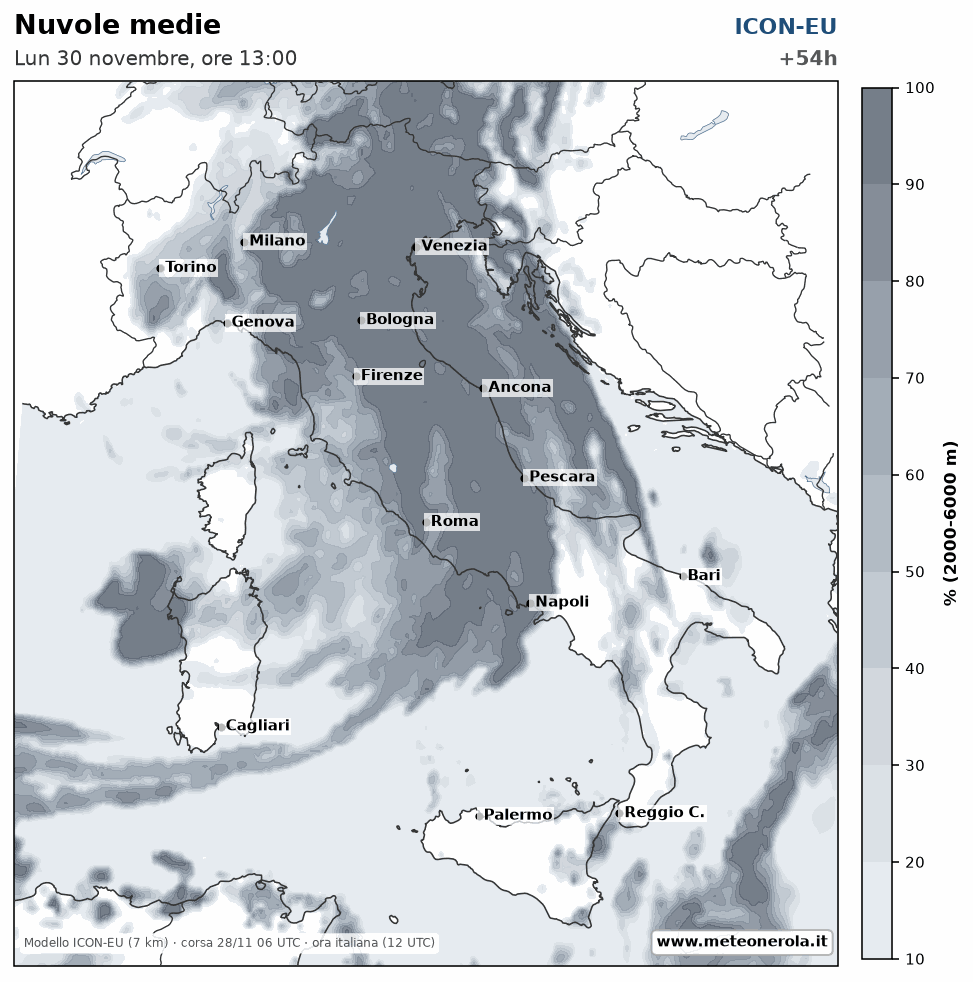 Nuvole medie
ICON-EU
Lun 30 novembre, ore 13:00
+54h
Milano
Venezia
Torino
Genova
Bologna
Firenze
Ancona
Pescara
Roma
Bari
Napoli
Cagliari
Palermo
Reggio C.
Modello ICON-EU (7 km) · corsa 28/11 06 UTC · ora italiana (12 UTC)
www.meteonerola.it
100
90
80
70
60
50
40
30
20
10
% (2000-6000 m)